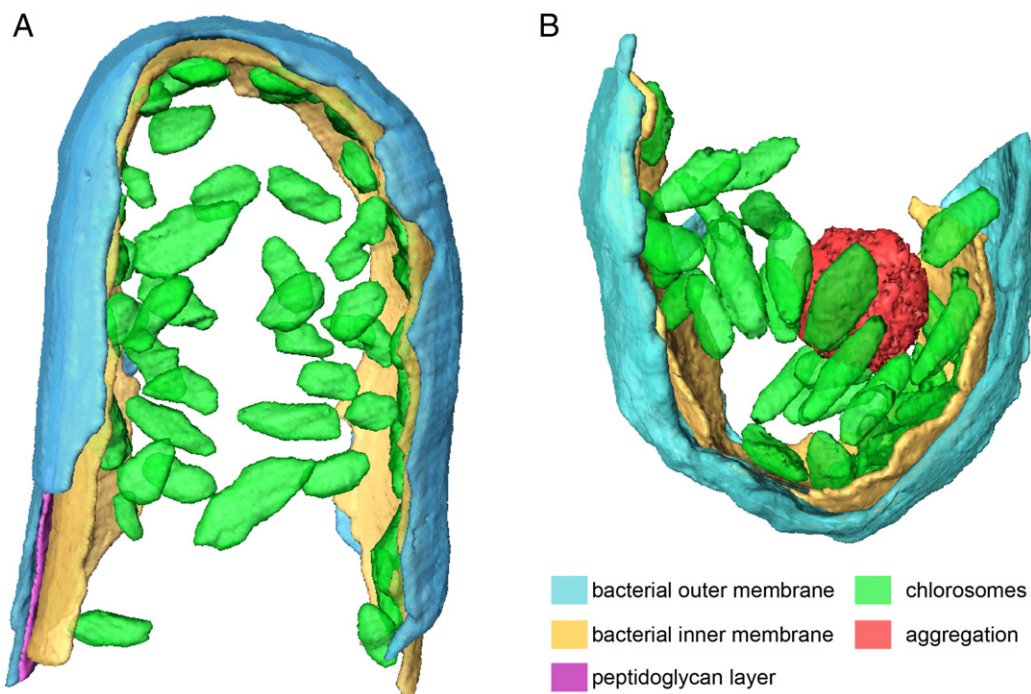 A
B
bacterial outer membrane
chlorosomes
bacterial inner membrane
aggregation
peptidoglycan layer